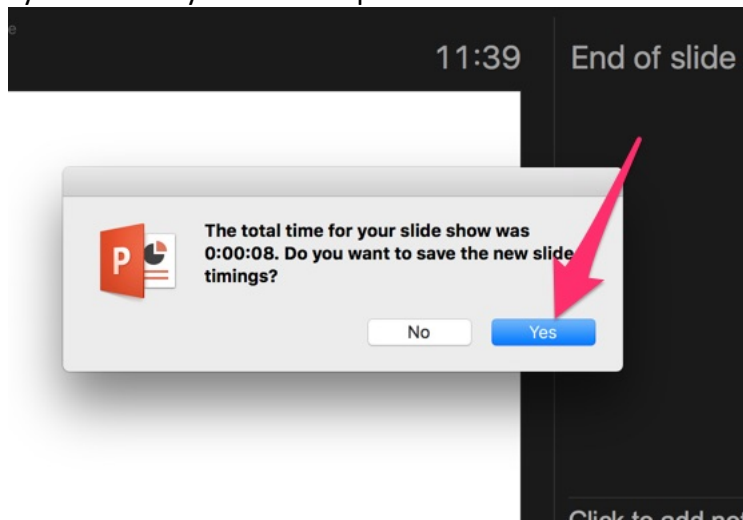 e
11:39
End of slide
The total time for your slide show was
0:00:08. Do you want to save the new slide
timings?
No
Yes
P